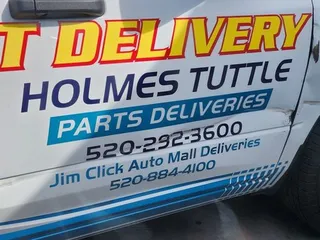 T DELIVERY
HOLMES TUTTLE
PARTS DELIVERIES
520-292-3600
Jim Click Auto Mall Deliveries
520-884-4100